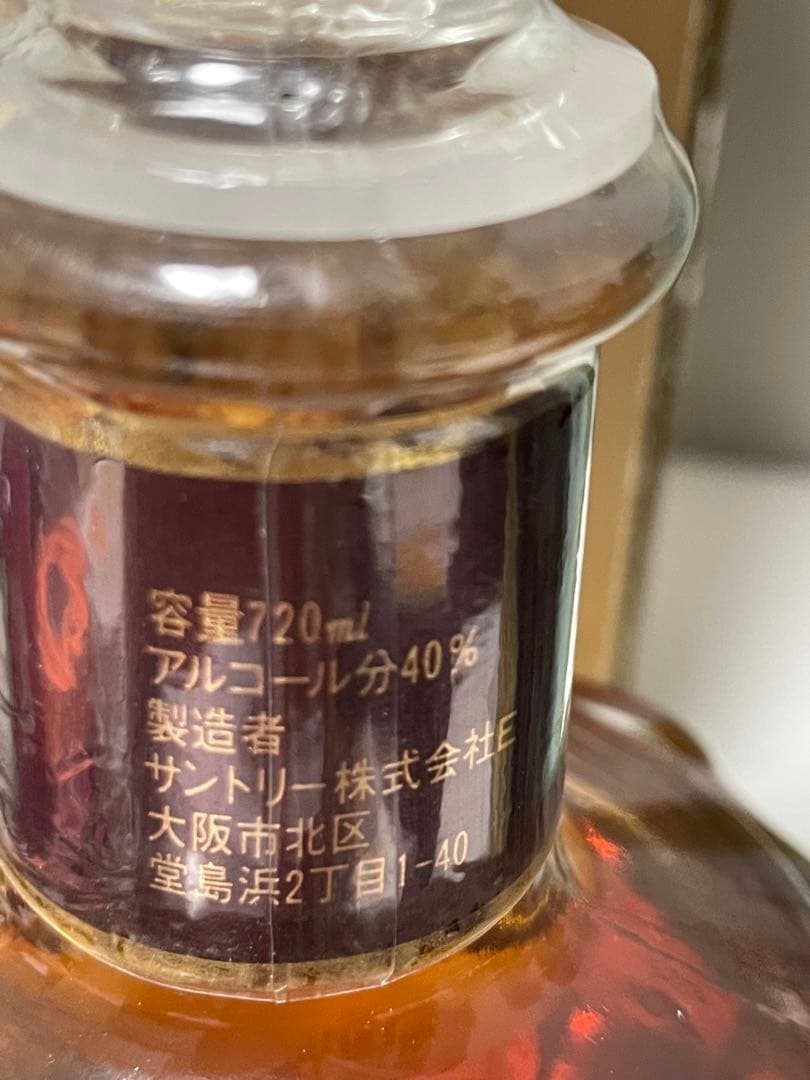 容量720ml
アルコール分40%
製造者
サントリー株式会社E
大阪市北区
堂島浜2丁目1-40